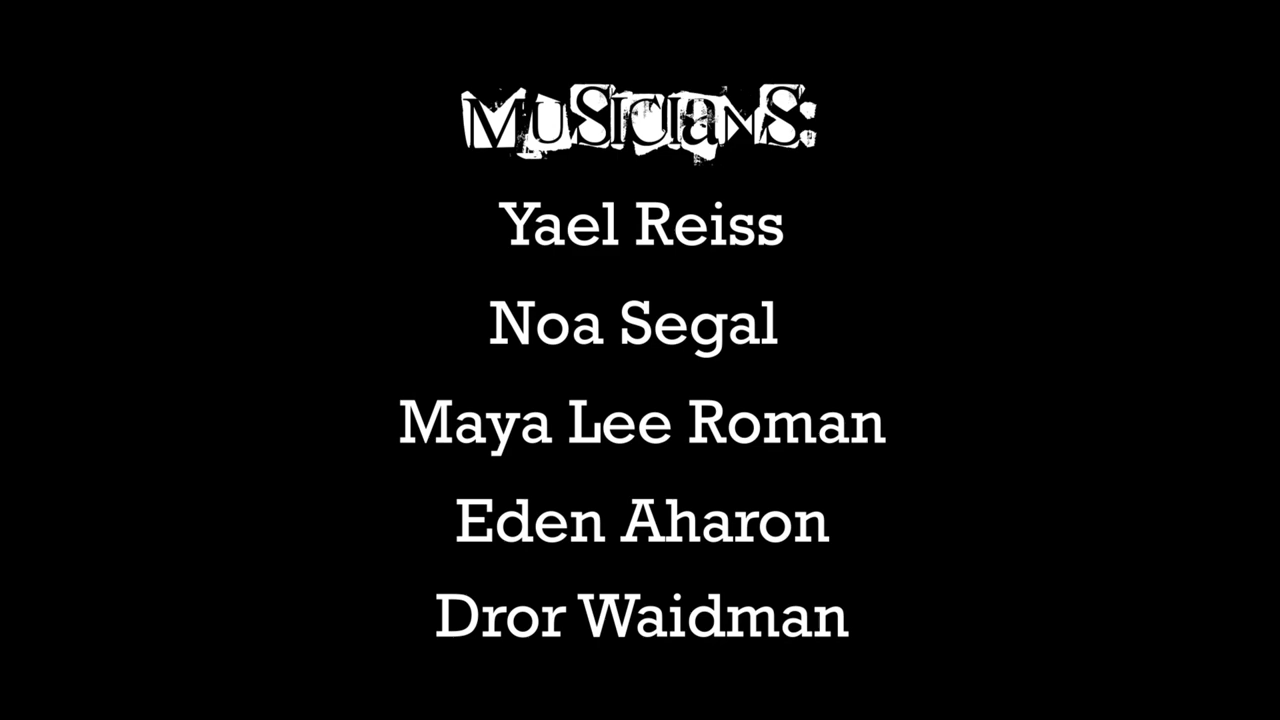 MUSICIANS:
Yael Reiss
Noa Segal
Maya Lee Roman
Eden Aharon
Dror Waidman